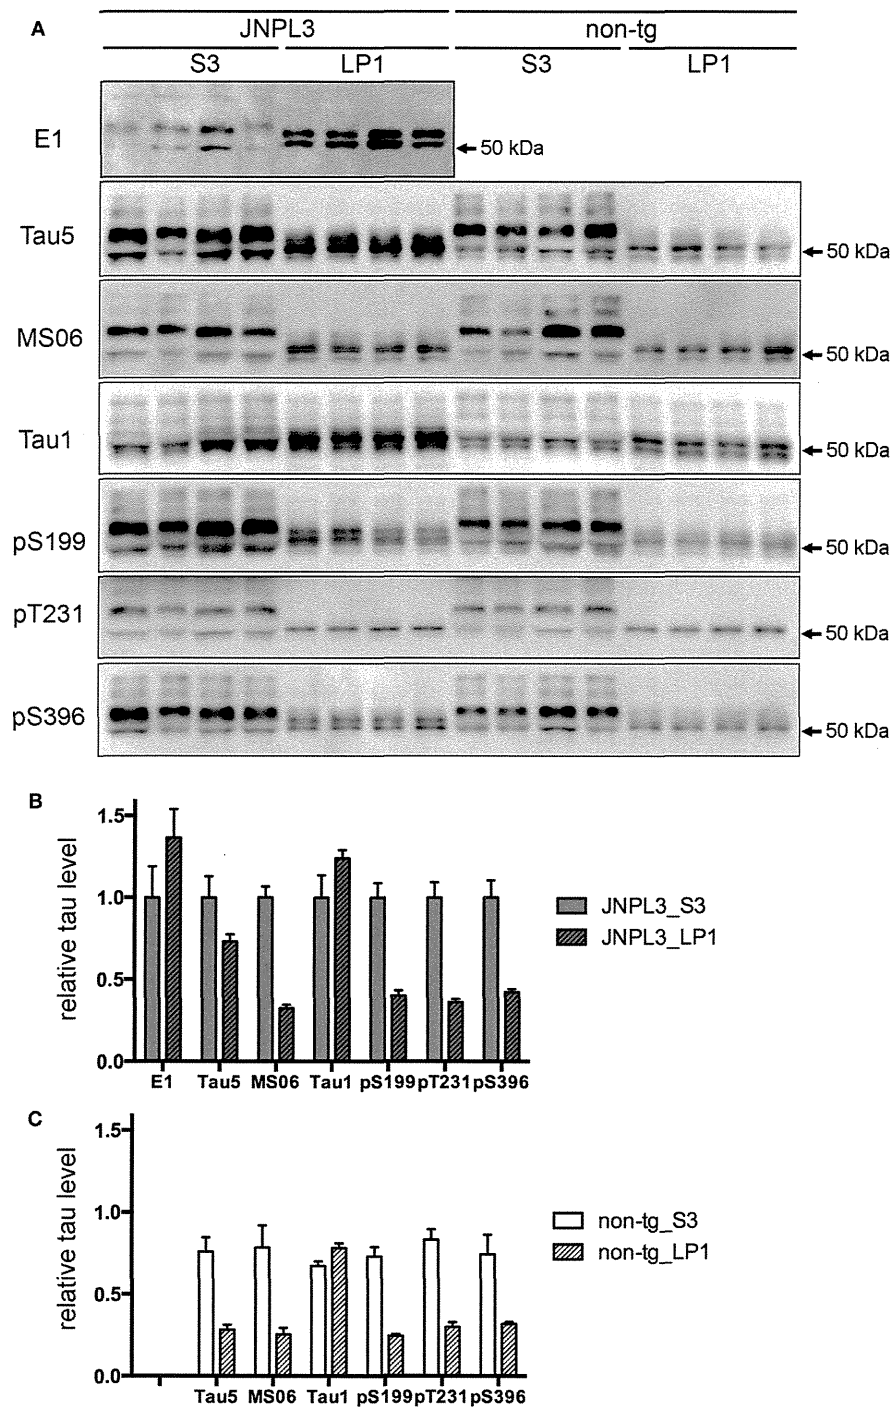 A
JNPL3 non-tg
S3 LP1 S3 LP1
E1
50 kDa
Tau5
50 kDa
MS06
50 kDa
Tau1
50 kDa
pS199
50 kDa
pT231
50 kDa
pS396
50 kDa
B
relative tau level
1.5
1.0
0.5
0.0
E1 Tau5 MS06 Tau1 pS199 pT231 pS396
JNPL3_S3
JNPL3_LP1
C
relative tau level
1.5
1.0
0.5
0.0
Tau5 MS06 Tau1 pS199 pT231 pS396
non-tg_S3
non-tg_LP1